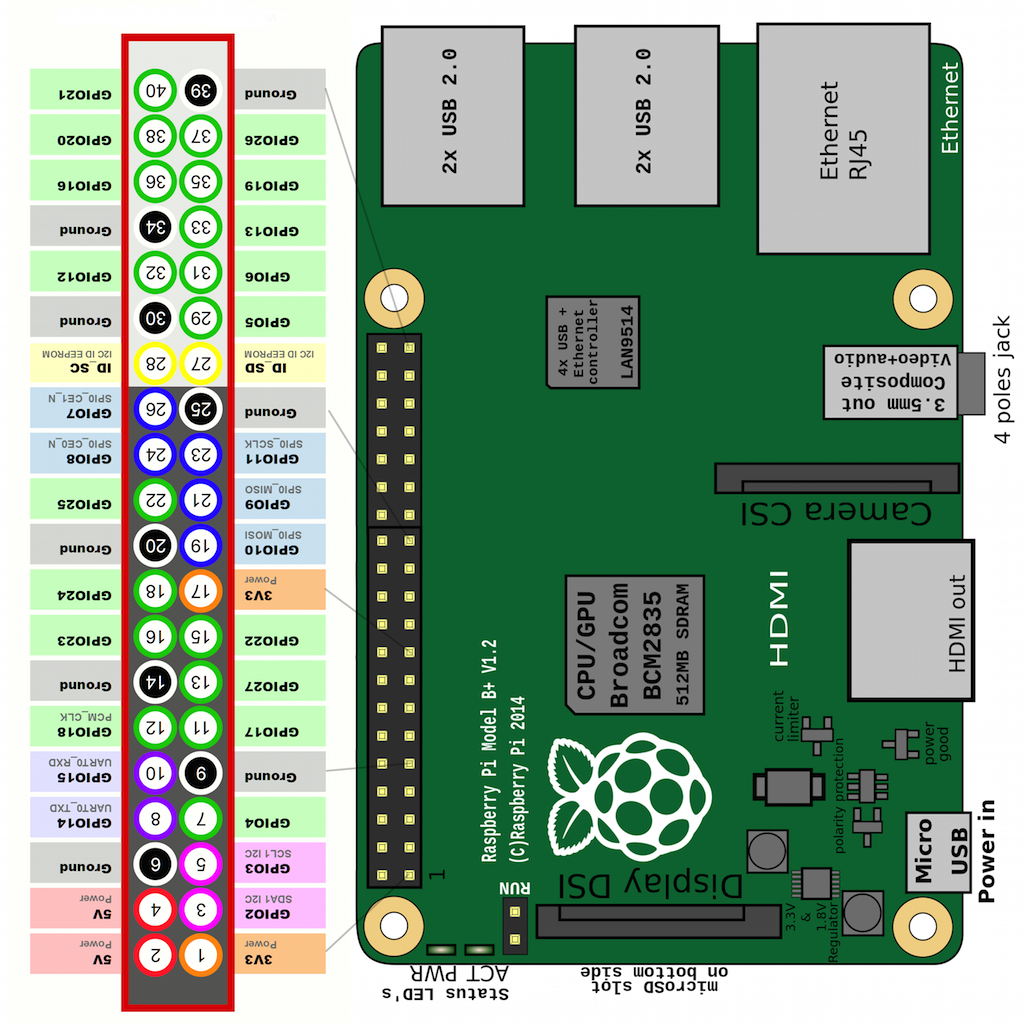 GPIO21
40
39
Ground
GPIO20
38
37
GPIO26
GPIO16
36
35
GPIO19
Ground
34
33
GPIO13
GPIO12
32
31
GPIO6
Ground
30
29
GPIO5
ID_SC
I2C ID EEPROM
28
27
ID_SD
I2C ID EEPROM
GPIO7
SPI0_CE1_N
26
25
Ground
GPIO8
SPI0_CE0_N
24
23
GPIO11
SPI0_SCLK
GPIO25
22
21
GPIO9
SPI0_MISO
Ground
20
19
GPIO10
SPI0_MOSI
GPIO24
18
17
3V3
Power
GPIO23
16
15
GPIO22
Ground
14
13
GPIO27
GPIO18
PCM_CLK
12
11
GPIO17
GPIO15
UART0_RXD
10
9
Ground
GPIO14
UART0_TXD
8
7
GPIO4
Ground
6
5
GPIO3
SCL1 I2C
5V
Power
4
3
GPIO2
SDA1 I2C
5V
Power
2
1
3V3
Power
2x USB 2.0
2x USB 2.0
Ethernet
RJ45
Ethernet
4x USB +
Ethernet
controller
LAN9514
3.5mm out
Composite
Video+audio
4 poles jack
Camera CSI
CPU/GPU
Broadcom
BCM2835
512MB SDRAM
HDMI
HDMI out
Raspberry Pi Model B+ V1.2
(C)Raspberry Pi 2014
current
limiter
power
good
polarity protection
Micro
USB
Power in
1
RUN
Display DSI
3.3V
&
1.8V
Regulator
ACT PWR
Status LED's
microSD slot
on bottom side